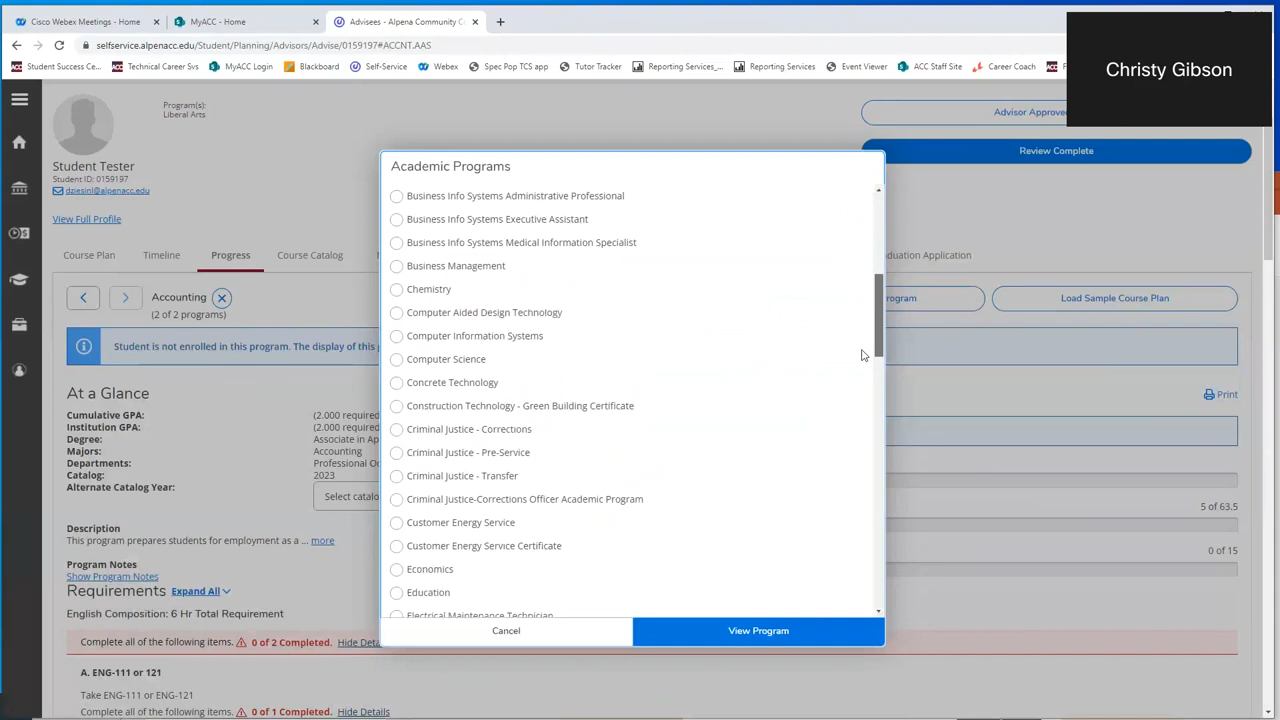 Cisco Webex Meetings - Home
MyACC - Home
Advisees - Alpena Community C
selfservice.alpenacc.edu/Student/Planning/Advisors/Advise/0159197#ACCNT.AAS
Student Success Ce...
Technical Career Svs
MyACC Login
Blackboard
Self-Service
Webex
Spec Pop TCS app
Tutor Tracker
Reporting Services_...
Reporting Services
Event Viewer
ACC Staff Site
Career Coach
Christy Gibson
Program(s):
Liberal Arts
Advisor Approve
Review Complete
Student Tester
Student ID: 0159197
dziesinl@alpenacc.edu
View Full Profile
Course Plan
Timeline
Progress
Course Catalog
raduation Application
Accounting
(2 of 2 programs)
rogram
Load Sample Course Plan
Student is not enrolled in this program. The display of this
At a Glance
Print
Cumulative GPA: (2.000 required
Institution GPA: (2.000 required
Degree: Associate in Ap
Majors: Accounting
Departments: Professional Oc
Catalog: 2023
Alternate Catalog Year:
Select catalo
5 of 63.5
0 of 15
Description
This program prepares students for employment as a ... more
Program Notes
Show Program Notes
Requirements Expand All
English Composition: 6 Hr Total Requirement
Complete all of the following items. 0 of 2 Completed. Hide Deta
A. ENG-111 or 121
Take ENG-111 or ENG-121
Complete all of the following items. 0 of 1 Completed. Hide Details
Academic Programs
Business Info Systems Administrative Professional
Business Info Systems Executive Assistant
Business Info Systems Medical Information Specialist
Business Management
Chemistry
Computer Aided Design Technology
Computer Information Systems
Computer Science
Concrete Technology
Construction Technology - Green Building Certificate
Criminal Justice - Corrections
Criminal Justice - Pre-Service
Criminal Justice - Transfer
Criminal Justice-Corrections Officer Academic Program
Customer Energy Service
Customer Energy Service Certificate
Economics
Education
Electrical Maintenance Technician
Cancel
View Program